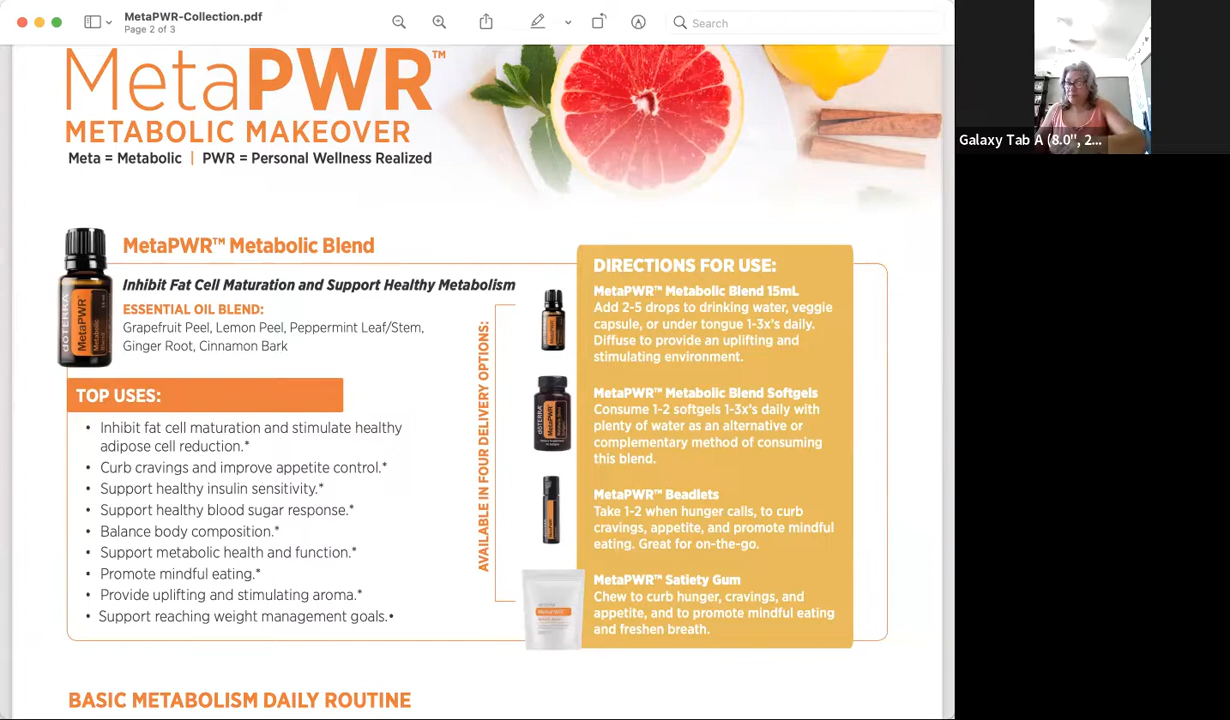 MetaPWR-Collection.pdf
Page 2 of 3
Search
MetaPWR™
METABOLIC MAKEOVER
Meta = Metabolic | PWR = Personal Wellness Realized
MetaPWR™ Metabolic Blend
Inhibit Fat Cell Maturation and Support Healthy Metabolism
ESSENTIAL OIL BLEND:
Grapefruit Peel, Lemon Peel, Peppermint Leaf/Stem,
Ginger Root, Cinnamon Bark
dōTERRA
MetaPWR
Metabolic
Blend
TOP USES:
• Inhibit fat cell maturation and stimulate healthy
adipose cell reduction.*
• Curb cravings and improve appetite control.*
• Support healthy insulin sensitivity.*
• Support healthy blood sugar response.*
• Balance body composition.*
• Support metabolic health and function.*
• Promote mindful eating.*
• Provide uplifting and stimulating aroma.*
• Support reaching weight management goals.•
AVAILABLE IN FOUR DELIVERY OPTIONS:
DIRECTIONS FOR USE:
MetaPWR™ Metabolic Blend 15mL
Add 2-5 drops to drinking water, veggie
capsule, or under tongue 1-3x's daily.
Diffuse to provide an uplifting and
stimulating environment.
MetaPWR™ Metabolic Blend Softgels
Consume 1-2 softgels 1-3x's daily with
plenty of water as an alternative or
complementary method of consuming
this blend.
MetaPWR™ Beadlets
Take 1-2 when hunger calls, to curb
cravings, appetite, and promote mindful
eating. Great for on-the-go.
MetaPWR™ Satiety Gum
Chew to curb hunger, cravings, and
appetite, and to promote mindful eating
and freshen breath.
BASIC METABOLISM DAILY ROUTINE
Galaxy Tab A (8.0", 2...